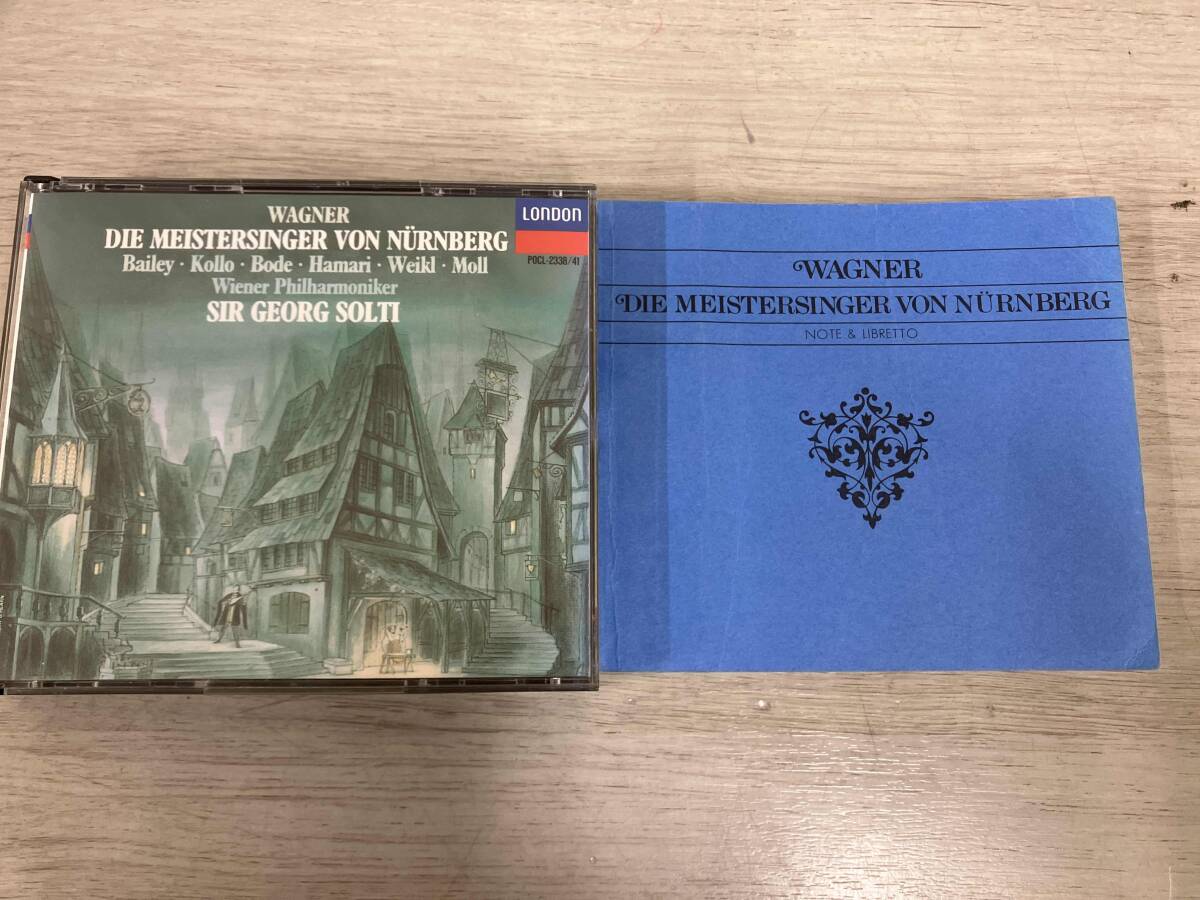 WAGNER
DIE MEISTERSINGER VON NÜRNBERG
Bailey · Kollo · Bode · Hamari · Weikl · Moll
Wiener Philharmoniker
SIR GEORG SOLTI
LONDON
POCL-2338/41
WAGNER
DIE MEISTERSINGER VON NÜRNBERG
NOTE & LIBRETTO